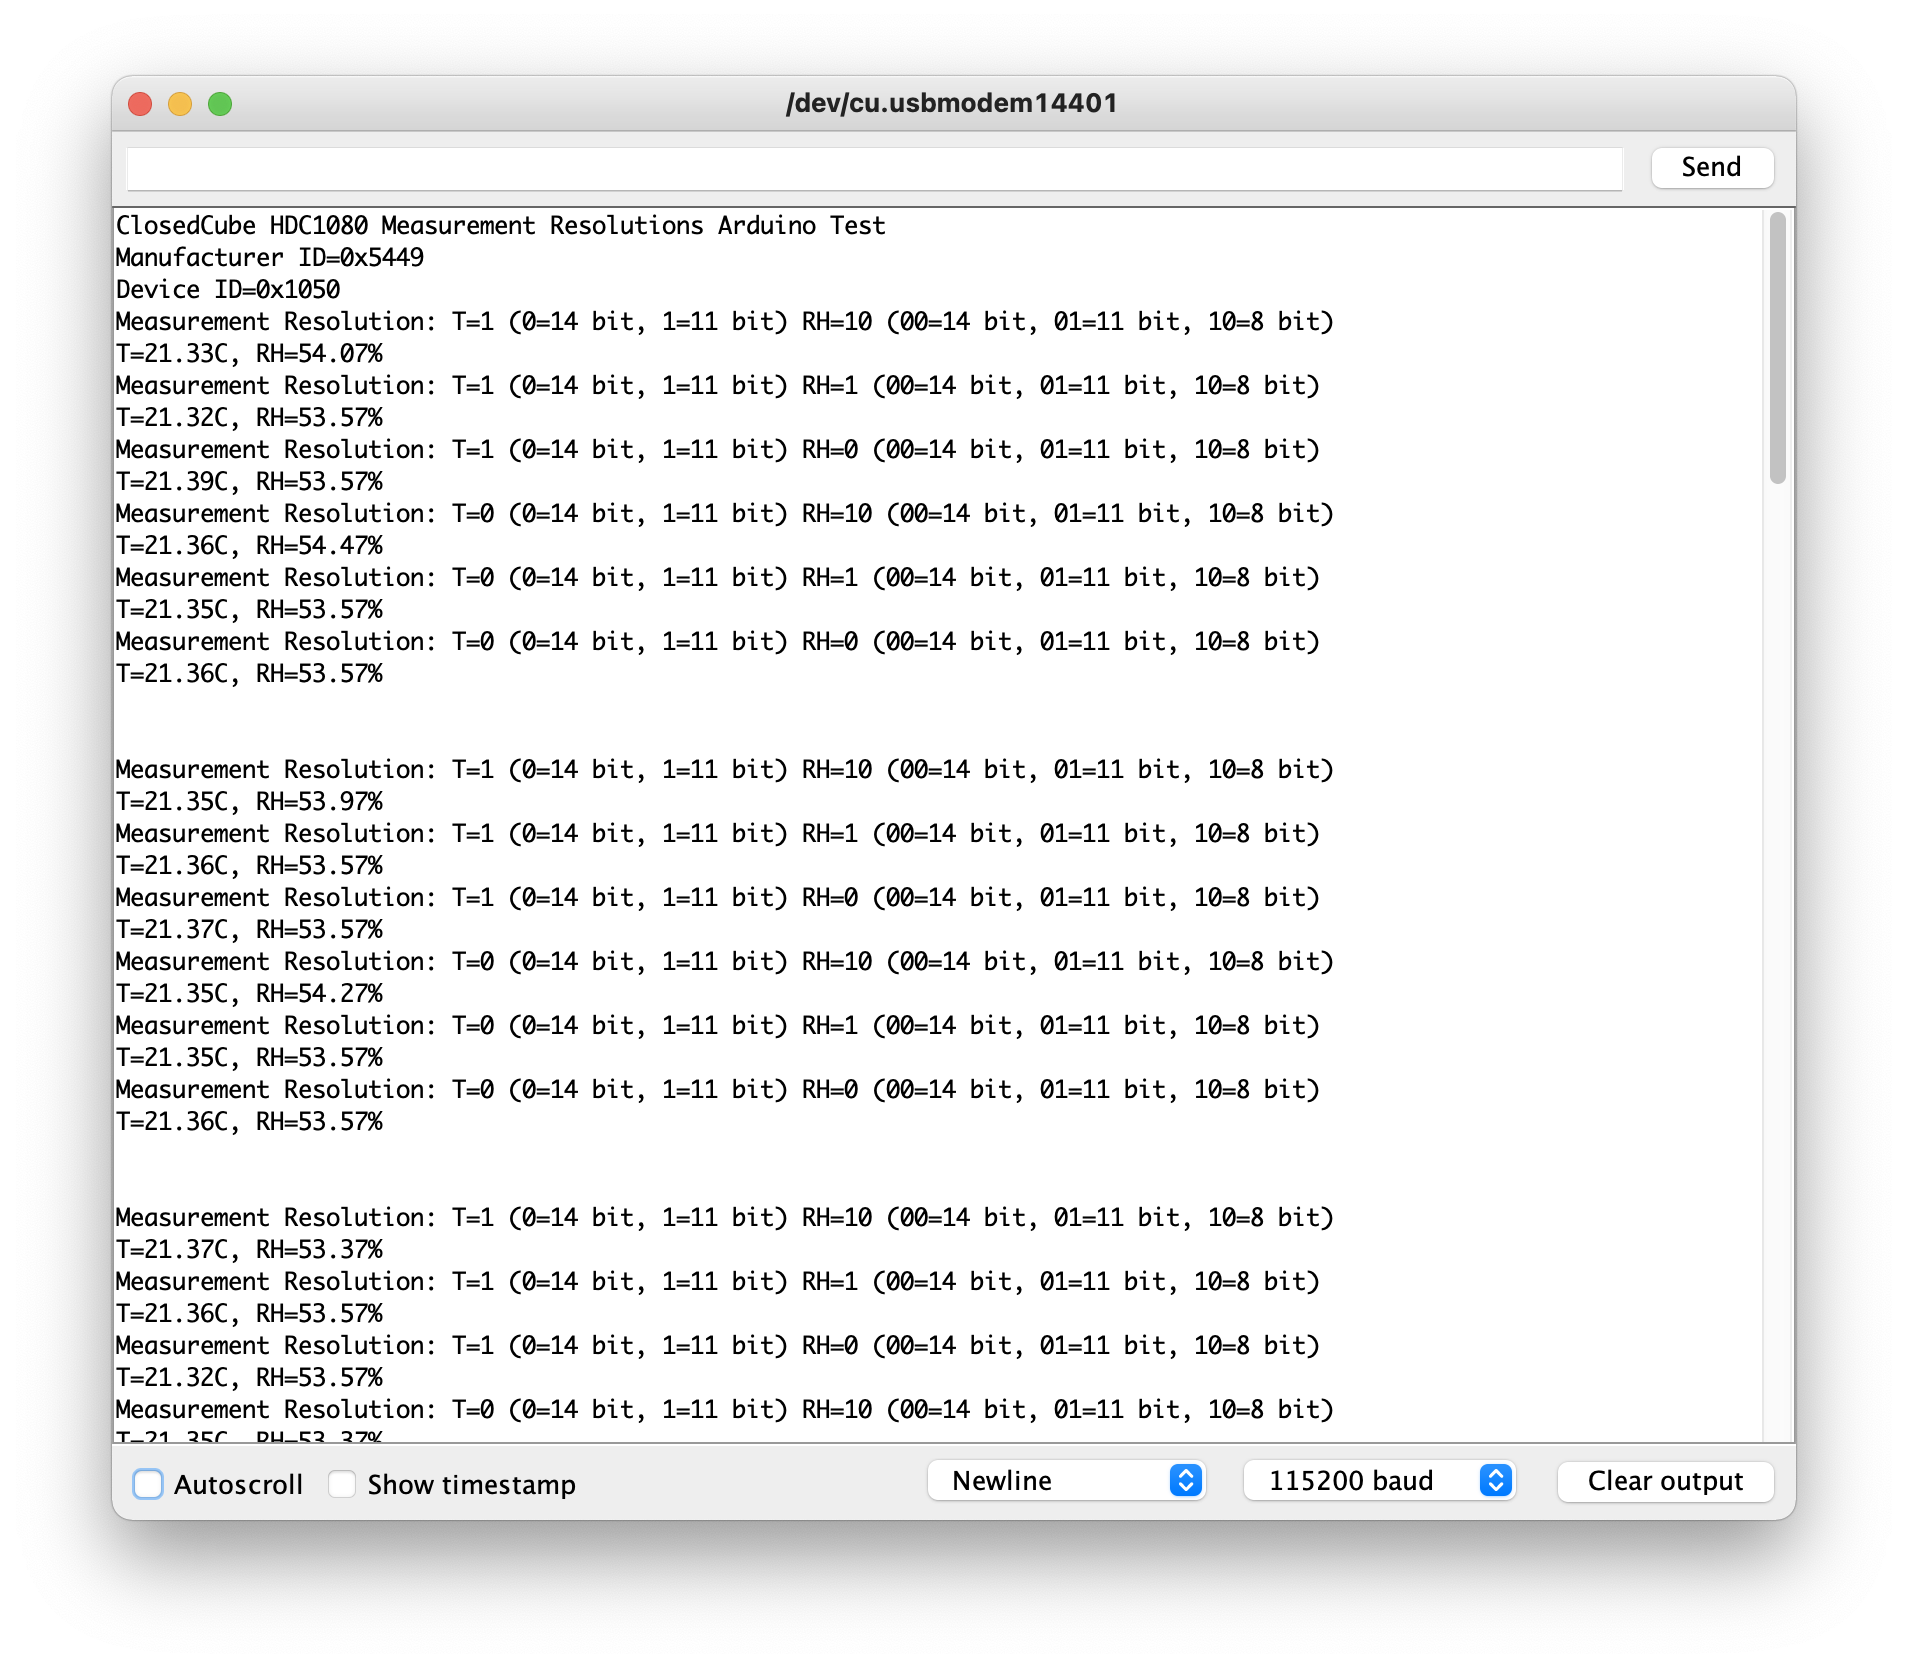 /dev/cu.usbmodem14401
Send
ClosedCube HDC1080 Measurement Resolutions Arduino Test
Manufacturer ID=0x5449
Device ID=0x1050
Measurement Resolution: T=1 (0=14 bit, 1=11 bit) RH=10 (00=14 bit, 01=11 bit, 10=8 bit)
T=21.33C, RH=54.07%
Measurement Resolution: T=1 (0=14 bit, 1=11 bit) RH=1 (00=14 bit, 01=11 bit, 10=8 bit)
T=21.32C, RH=53.57%
Measurement Resolution: T=1 (0=14 bit, 1=11 bit) RH=0 (00=14 bit, 01=11 bit, 10=8 bit)
T=21.39C, RH=53.57%
Measurement Resolution: T=0 (0=14 bit, 1=11 bit) RH=10 (00=14 bit, 01=11 bit, 10=8 bit)
T=21.36C, RH=54.47%
Measurement Resolution: T=0 (0=14 bit, 1=11 bit) RH=1 (00=14 bit, 01=11 bit, 10=8 bit)
T=21.35C, RH=53.57%
Measurement Resolution: T=0 (0=14 bit, 1=11 bit) RH=0 (00=14 bit, 01=11 bit, 10=8 bit)
T=21.36C, RH=53.57%
Measurement Resolution: T=1 (0=14 bit, 1=11 bit) RH=10 (00=14 bit, 01=11 bit, 10=8 bit)
T=21.35C, RH=53.97%
Measurement Resolution: T=1 (0=14 bit, 1=11 bit) RH=1 (00=14 bit, 01=11 bit, 10=8 bit)
T=21.36C, RH=53.57%
Measurement Resolution: T=1 (0=14 bit, 1=11 bit) RH=0 (00=14 bit, 01=11 bit, 10=8 bit)
T=21.37C, RH=53.57%
Measurement Resolution: T=0 (0=14 bit, 1=11 bit) RH=10 (00=14 bit, 01=11 bit, 10=8 bit)
T=21.35C, RH=54.27%
Measurement Resolution: T=0 (0=14 bit, 1=11 bit) RH=1 (00=14 bit, 01=11 bit, 10=8 bit)
T=21.35C, RH=53.57%
Measurement Resolution: T=0 (0=14 bit, 1=11 bit) RH=0 (00=14 bit, 01=11 bit, 10=8 bit)
T=21.36C, RH=53.57%
Measurement Resolution: T=1 (0=14 bit, 1=11 bit) RH=10 (00=14 bit, 01=11 bit, 10=8 bit)
T=21.37C, RH=53.37%
Measurement Resolution: T=1 (0=14 bit, 1=11 bit) RH=1 (00=14 bit, 01=11 bit, 10=8 bit)
T=21.36C, RH=53.57%
Measurement Resolution: T=1 (0=14 bit, 1=11 bit) RH=0 (00=14 bit, 01=11 bit, 10=8 bit)
T=21.32C, RH=53.57%
Measurement Resolution: T=0 (0=14 bit, 1=11 bit) RH=10 (00=14 bit, 01=11 bit, 10=8 bit)
T=21.35C, RH=53.37%
Autoscroll
Show timestamp
Newline
115200 baud
Clear output